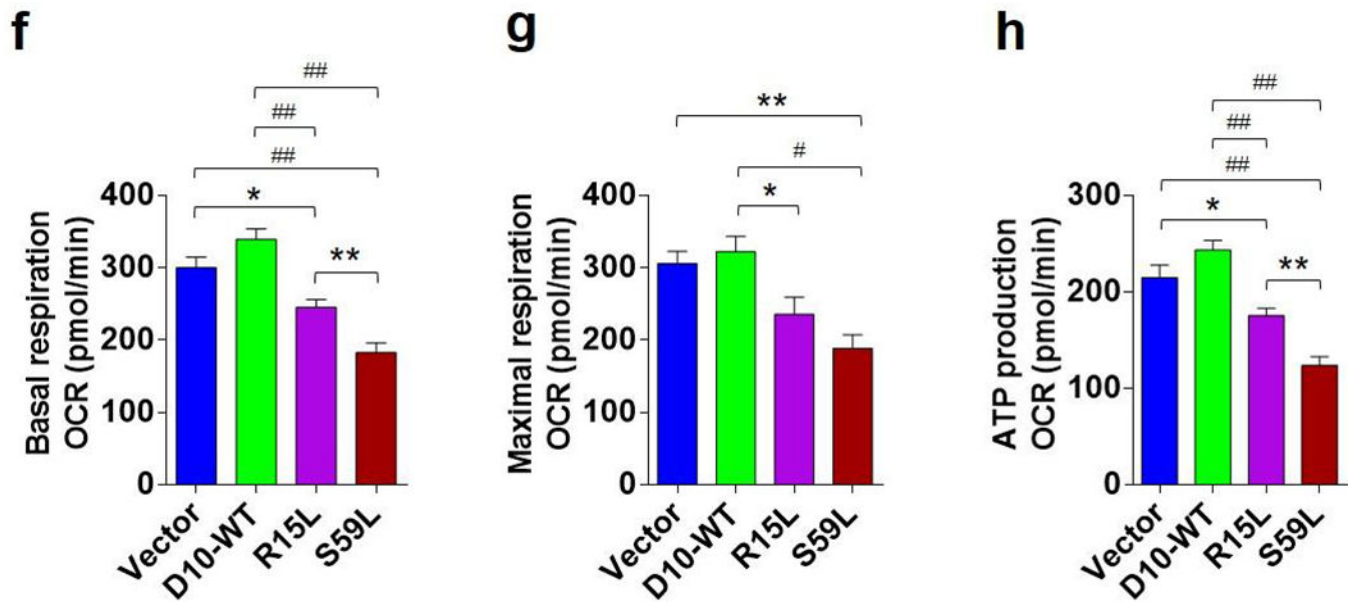 f
##
##
##
*
**
Basal respiration
OCR (pmol/min)
400
300
200
100
0
Vector
D10-WT
R15L
S59L
g
**
#
*
Maximal respiration
OCR (pmol/min)
400
300
200
100
0
Vector
D10-WT
R15L
S59L
h
##
##
##
*
**
ATP production
OCR (pmol/min)
300
200
100
0
Vector
D10-WT
R15L
S59L